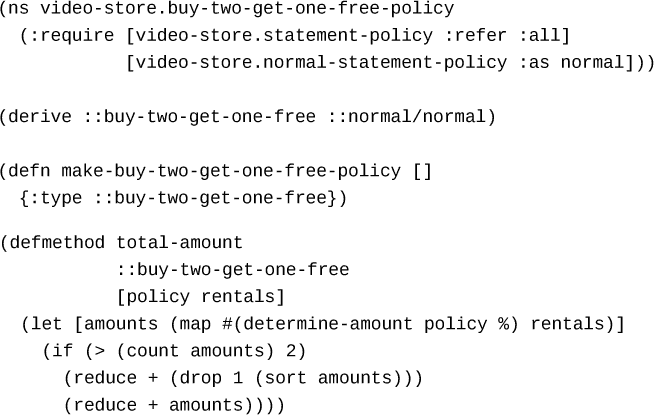 (ns video-store.buy-two-get-one-free-policy
  (:require [video-store.statement-policy :refer :all]
            [video-store.normal-statement-policy :as normal]))
(derive ::buy-two-get-one-free ::normal/normal)
(defn make-buy-two-get-one-free-policy []
  {:type ::buy-two-get-one-free})
(defmethod total-amount
           ::buy-two-get-one-free
           [policy rentals]
  (let [amounts (map #(determine-amount policy %) rentals)]
    (if (> (count amounts) 2)
      (reduce + (drop 1 (sort amounts)))
      (reduce + amounts))))